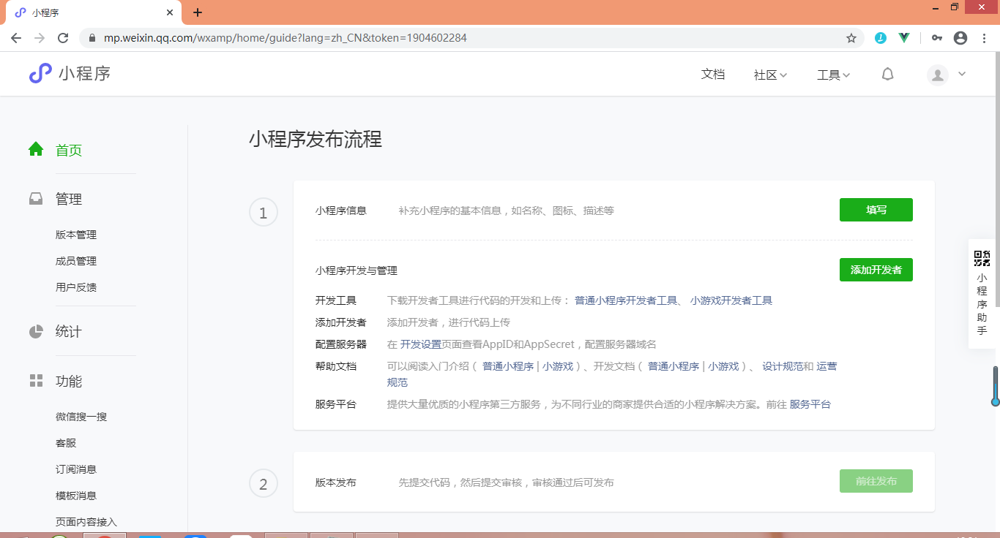 小程序
mp.weixin.qq.com/wxamp/home/guide?lang=zh_CN&token=1904602284
小程序
文档
社区
工具
首页
管理
版本管理
成员管理
用户反馈
统计
功能
微信搜一搜
客服
订阅消息
模板消息
页面内容接入
小程序发布流程
1
小程序信息 补充小程序的基本信息，如名称、图标、描述等 填写
小程序开发与管理 添加开发者
开发工具 下载开发者工具进行代码的开发和上传： 普通小程序开发者工具、 小游戏开发者工具
添加开发者 添加开发者，进行代码上传
配置服务器 在 开发设置页面查看AppID和AppSecret，配置服务器域名
帮助文档 可以阅读入门介绍（ 普通小程序 | 小游戏 ）、开发文档（ 普通小程序 | 小游戏 ）、 设计规范和 运营
规范
服务平台 提供大量优质的小程序第三方服务，为不同行业的商家提供合适的小程序解决方案。前往 服务平台
2
版本发布 先提交代码，然后提交审核，审核通过后可发布 前往发布
小
程
序
助
手